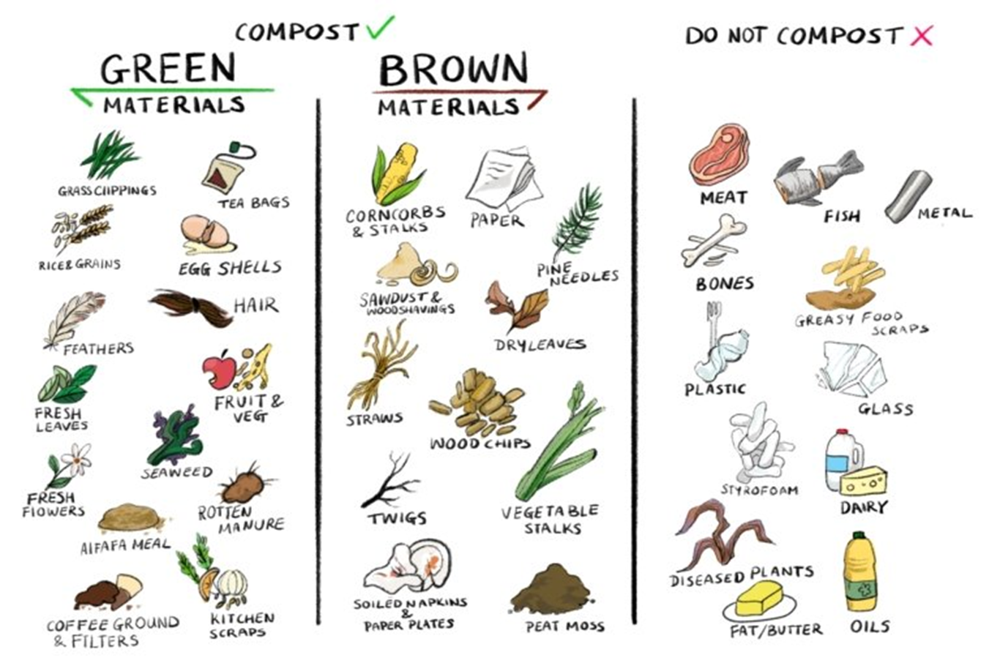 COMPOST
GREEN
MATERIALS
GRASS ClIPPINGS
TEA BAGS
RICE & GRAINS
EGG SHELLS
HAIR
FEATHERS
FRUIT &
VEG
FRESH
LEAVES
SEAWEED
FRESH
FlOWERS
ROTTEN
MANURE
AlFAFA MEAL
KITCHEN
SCRAPS
COFFEE GROUND
& FILTERS
BROWN
MATERIALS
CORNCORBS
& STALKS
PAPER
PINE
NEEDLES
SAWDUST &
WOODSHAVINGS
DRYLEAVES
STRAWS
WOOD CHIPS
TWIGS
VEGETABLE
STALKS
SOILED NAPKINS
&
PAPER PLATES
PEAT MOSS
DO NOT COMPOST
MEAT
FISH
METAL
BONES
GREASY FOOD
SCRAPS
PLASTIC
GLASS
STYROFOAM
DAIRY
DISEASED PLANTS
FAT/BUTTER
OILS